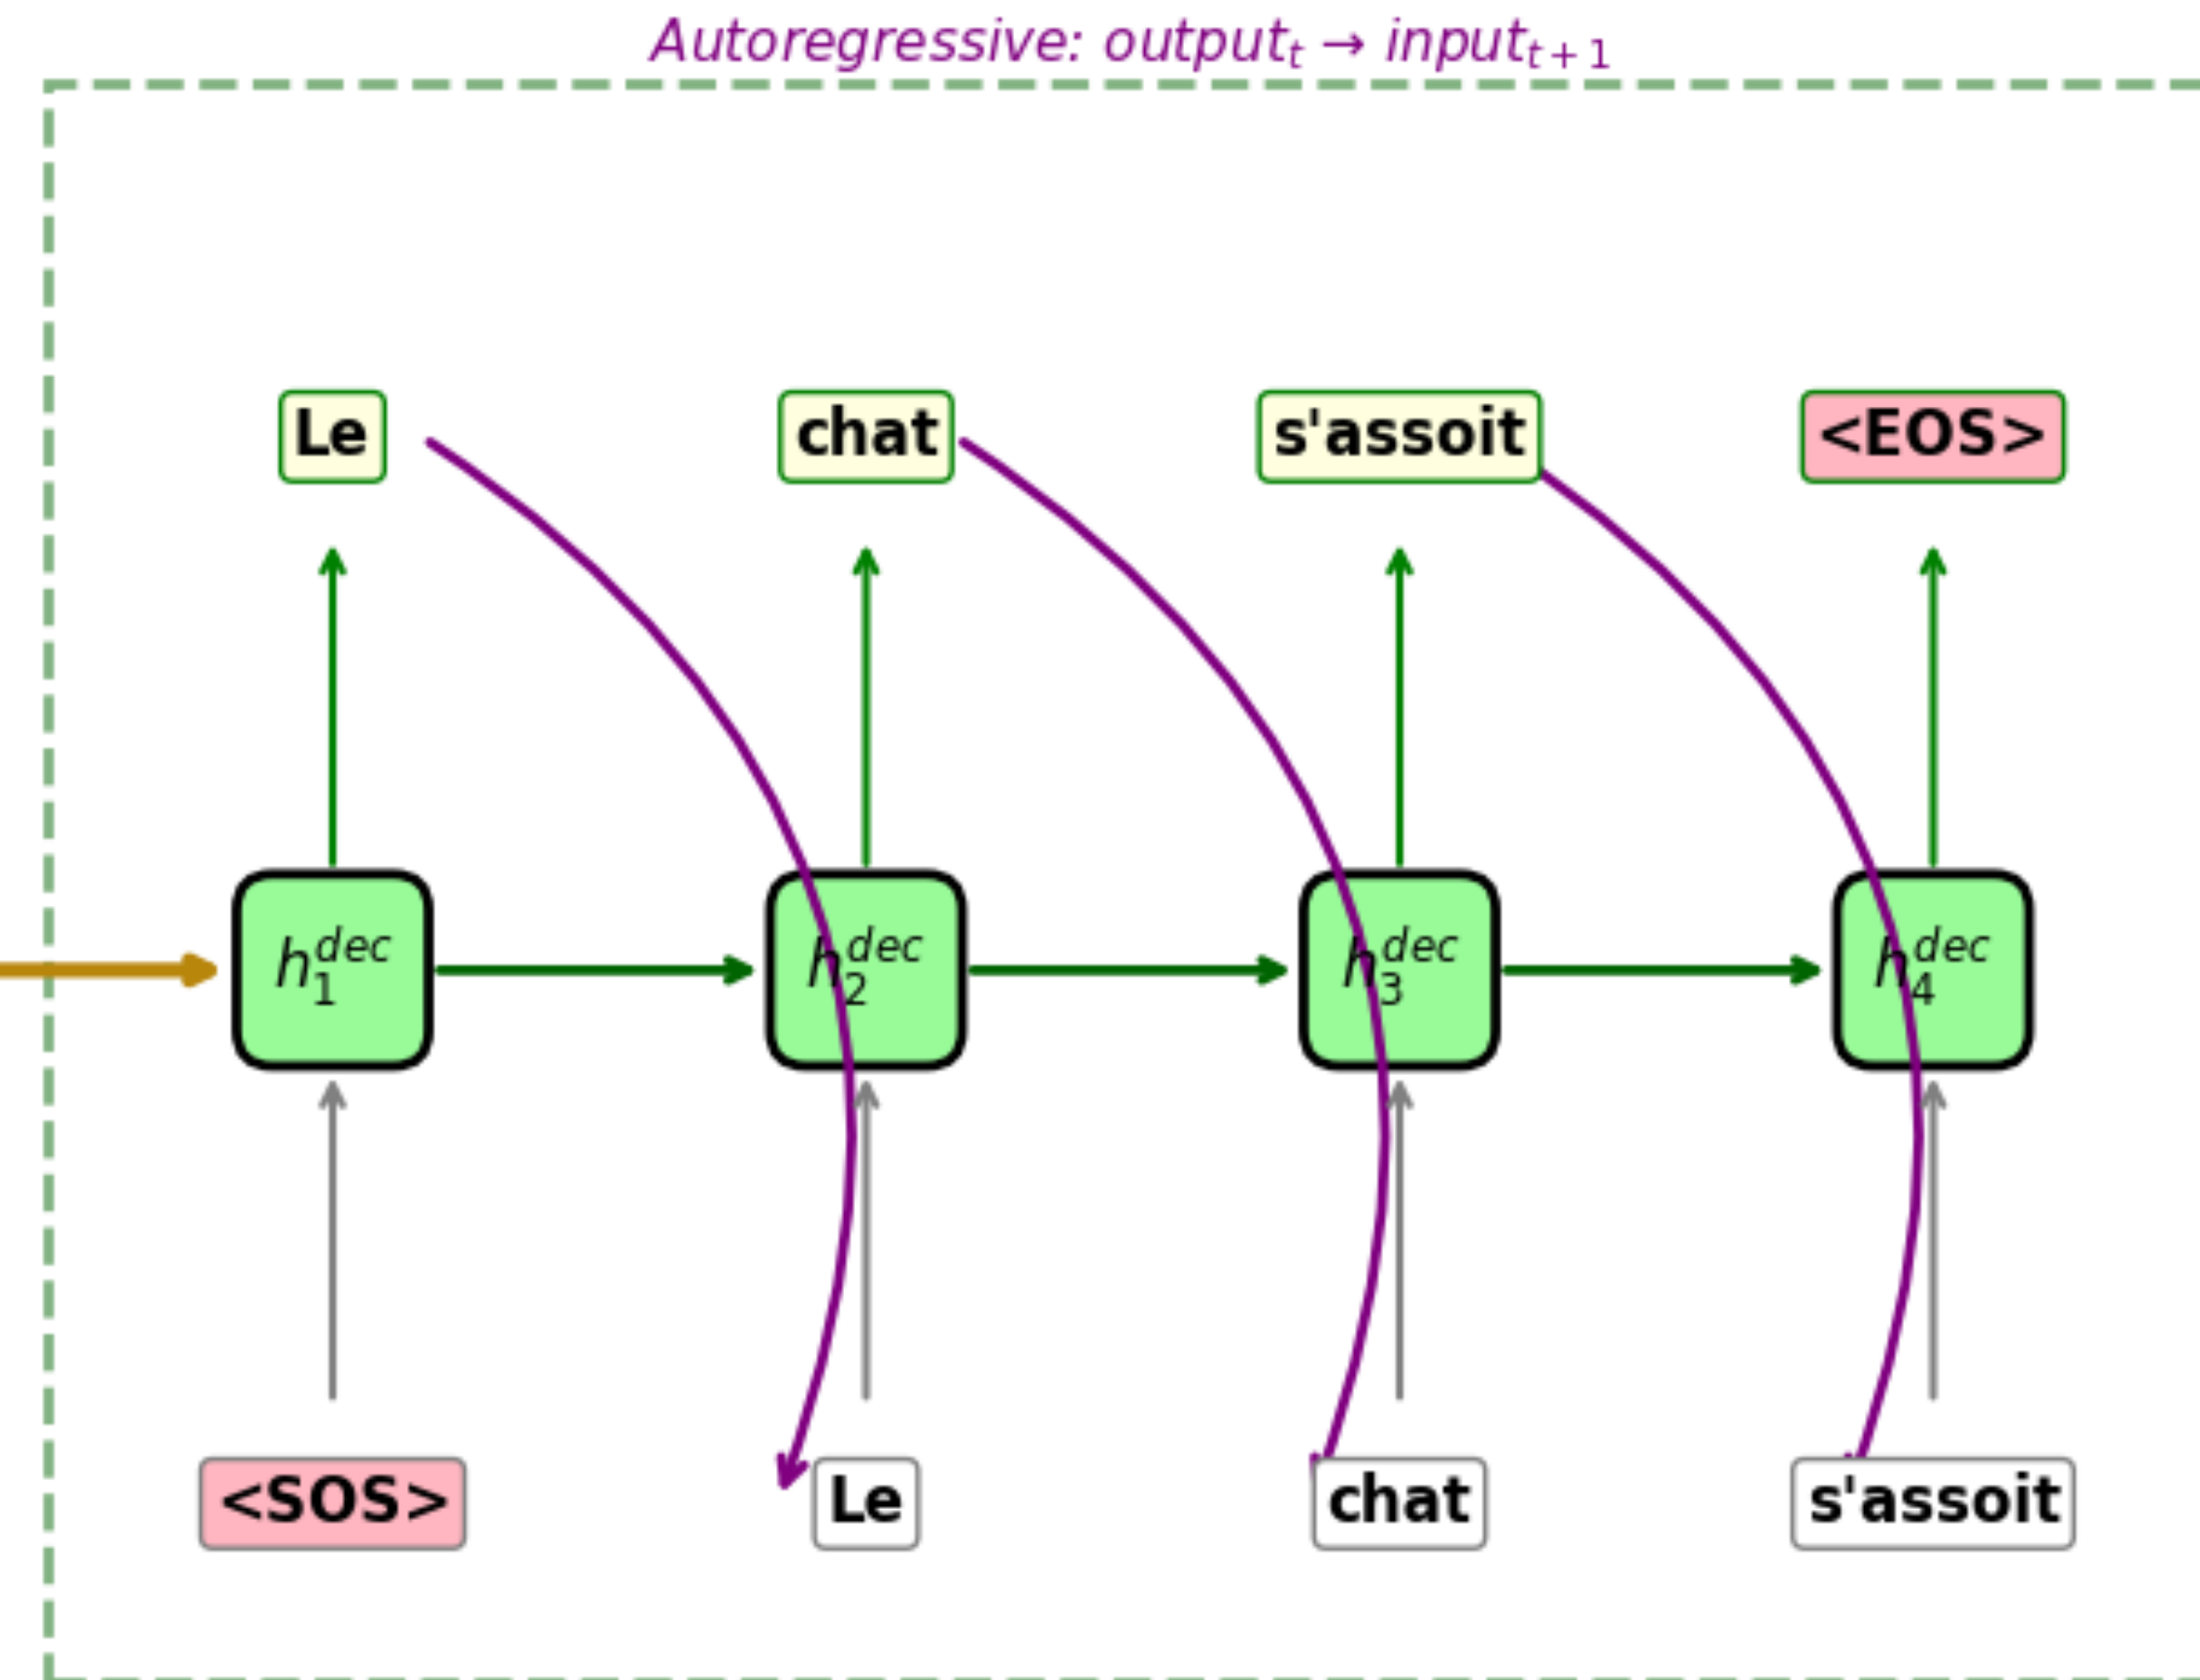 Autoregressive: output_t → input_{t+1}
Le chat s'assoit <EOS>
h_1^{dec} h_2^{dec} h_3^{dec} h_4^{dec}
<SOS> Le chat s'assoit